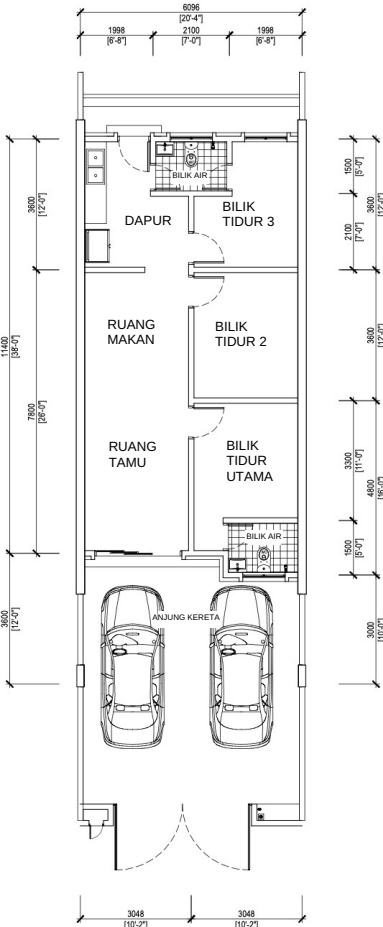 6096
[20'-4"]
1998
[6'-8"]
2100
[7'-0"]
1998
[6'-8"]
3600
[12'-0"]
11400
[38'-0"]
7800
[26'-0"]
3600
[12'-0"]
1500
[5'-0"]
2100
[7'-0"]
3600
[12'-0"]
3600
[12'-0"]
3300
[11'-0"]
4800
[16'-0"]
1500
[5'-0"]
3000
[10'-0"]
BILIK AIR
DAPUR
BILIK
TIDUR 3
RUANG
MAKAN
BILIK
TIDUR 2
RUANG
TAMU
BILIK
TIDUR
UTAMA
BILIK AIR
ANJUNG KERETA
3048
[10'-2"]
3048
[10'-2"]